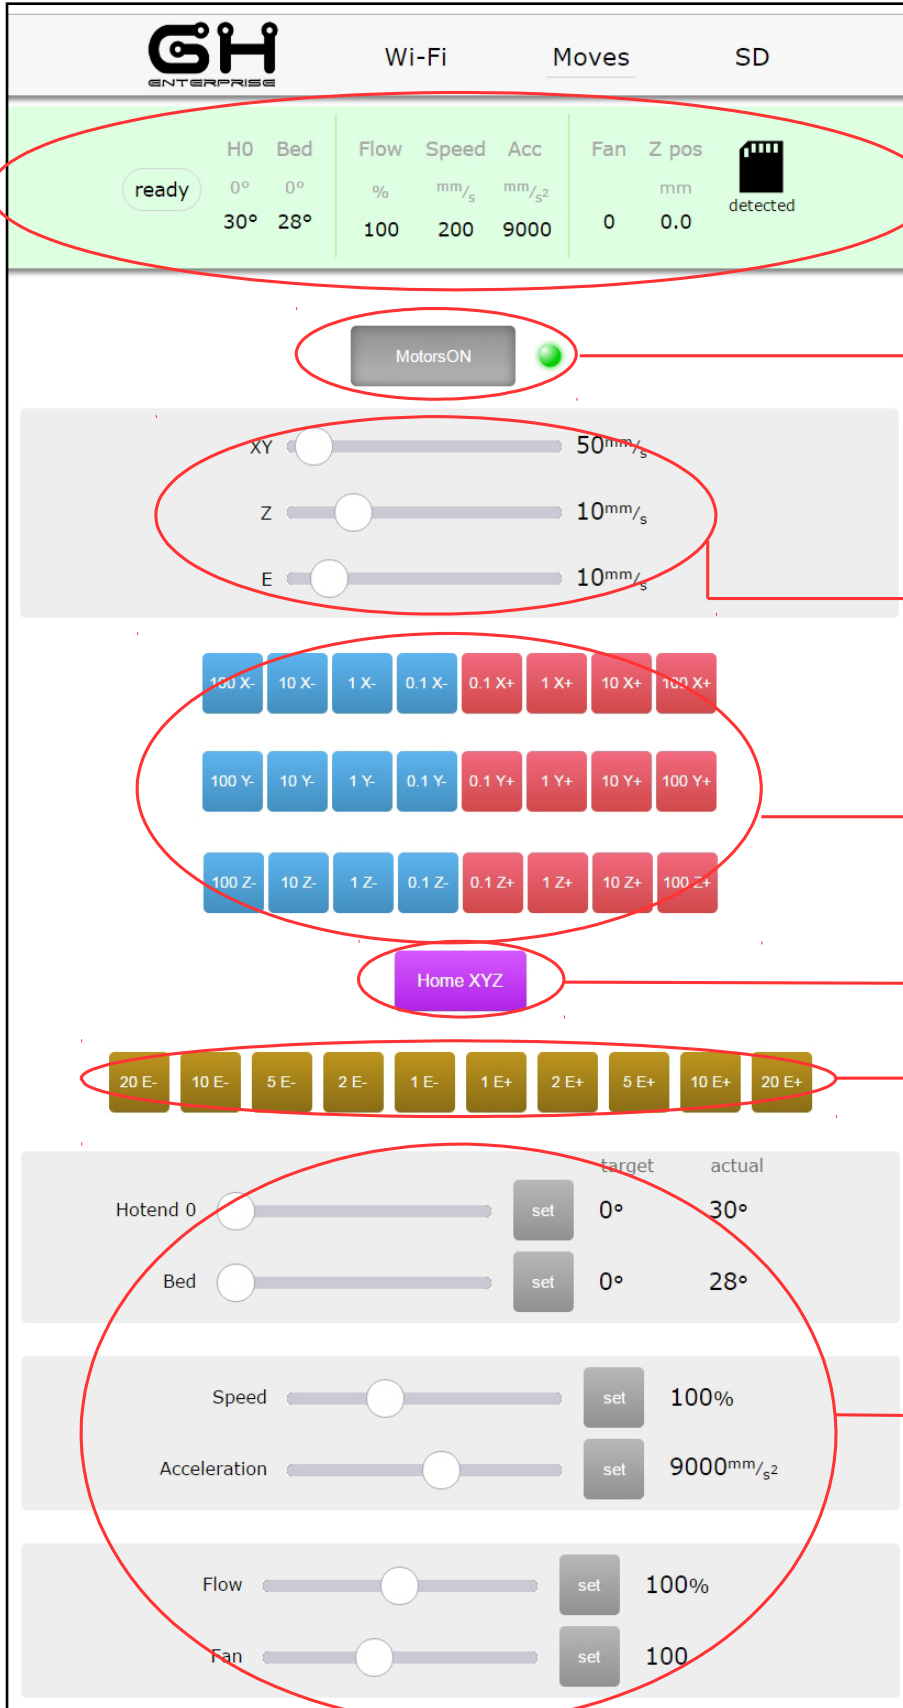 GH
ENTERPRISE
Wi-Fi Moves SD
H0 Bed Flow Speed Acc Fan Z pos
ready 0° 0° % mm/s mm/s² mm
detected
30° 28° 100 200 9000 0 0.0
MotorsON
XY 50mm/s
Z 10mm/s
E 10mm/s
100 X- 10 X- 1 X- 0.1 X- 0.1 X+ 1 X+ 10 X+ 100 X+
100 Y- 10 Y- 1 Y- 0.1 Y- 0.1 Y+ 1 Y+ 10 Y+ 100 Y+
100 Z- 10 Z- 1 Z- 0.1 Z- 0.1 Z+ 1 Z+ 10 Z+ 100 Z+
Home XYZ
20 E- 10 E- 5 E- 2 E- 1 E- 1 E+ 2 E+ 5 E+ 10 E+ 20 E+
target actual
Hotend 0 set 0° 30°
Bed set 0° 28°
Speed set 100%
Acceleration set 9000mm/s²
Flow set 100%
Fan set 100